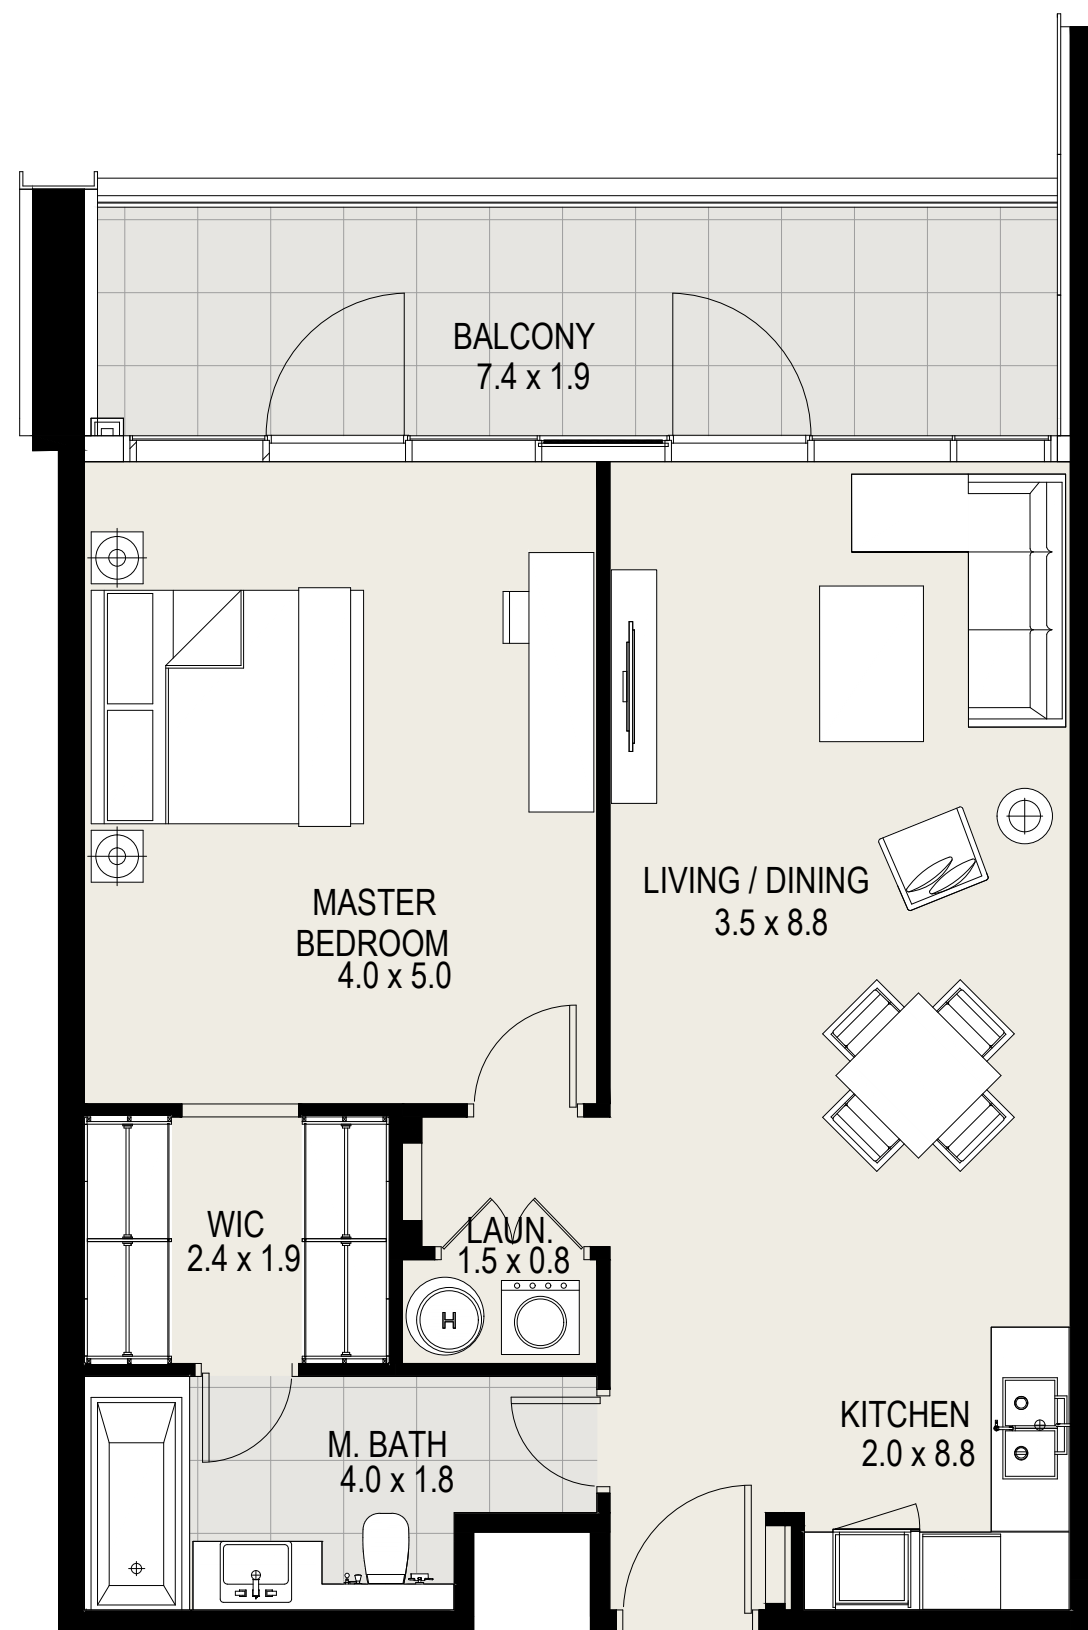 BALCONY
7.4 x 1.9
LIVING / DINING
3.5 x 8.8
MASTER
BEDROOM
4.0 x 5.0
WIC
2.4 x 1.9
LAUN.
1.5 x 0.8
H
KITCHEN
2.0 x 8.8
M. BATH
4.0 x 1.8